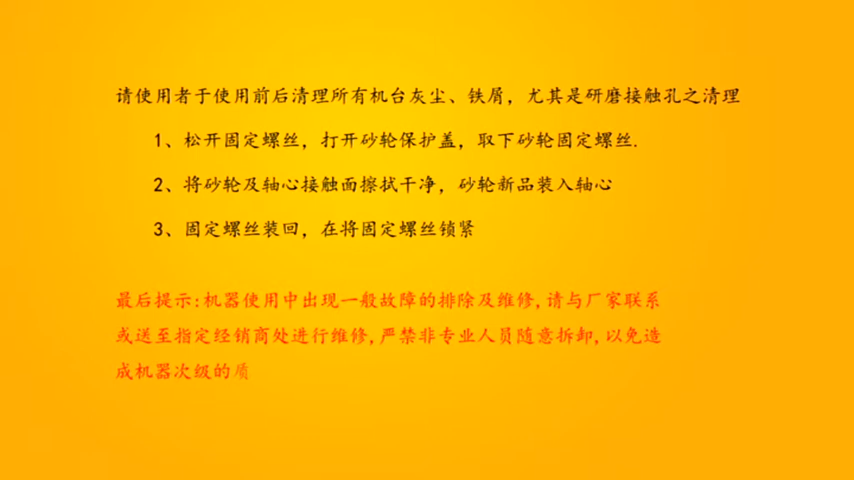 请使用者于使用前后清理所有机台灰尘、铁屑，尤其是研磨接触孔之清理
1、松开固定螺丝，打开砂轮保护盖，取下砂轮固定螺丝.
2、将砂轮及轴心接触面擦拭干净，砂轮新品装入轴心
3、固定螺丝装回，在将固定螺丝锁紧
最后提示:机器使用中出现一般故障的排除及维修,请与厂家联系
或送至指定经销商处进行维修,严禁非专业人员随意拆卸,以免造
成机器次级的质